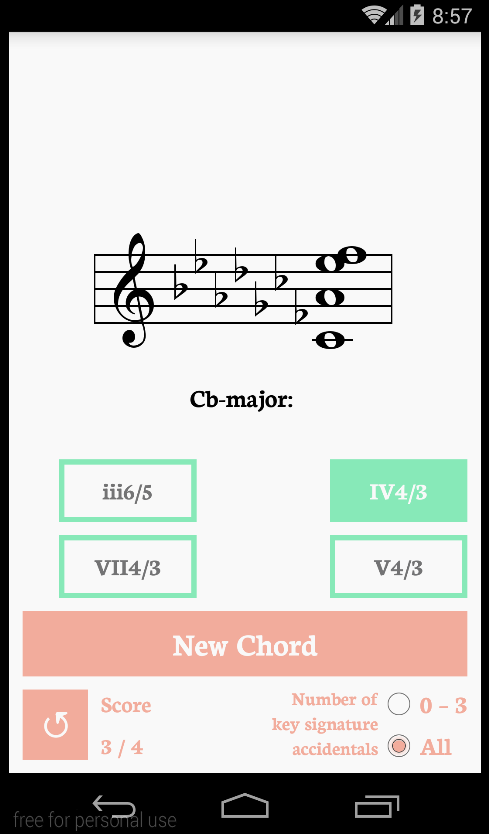 8:57
Cb-major:
iii6/5
IV4/3
VII4/3
V4/3
New Chord
Score
3 / 4
Number of
key signature
accidentals
0 – 3
All
free for personal use